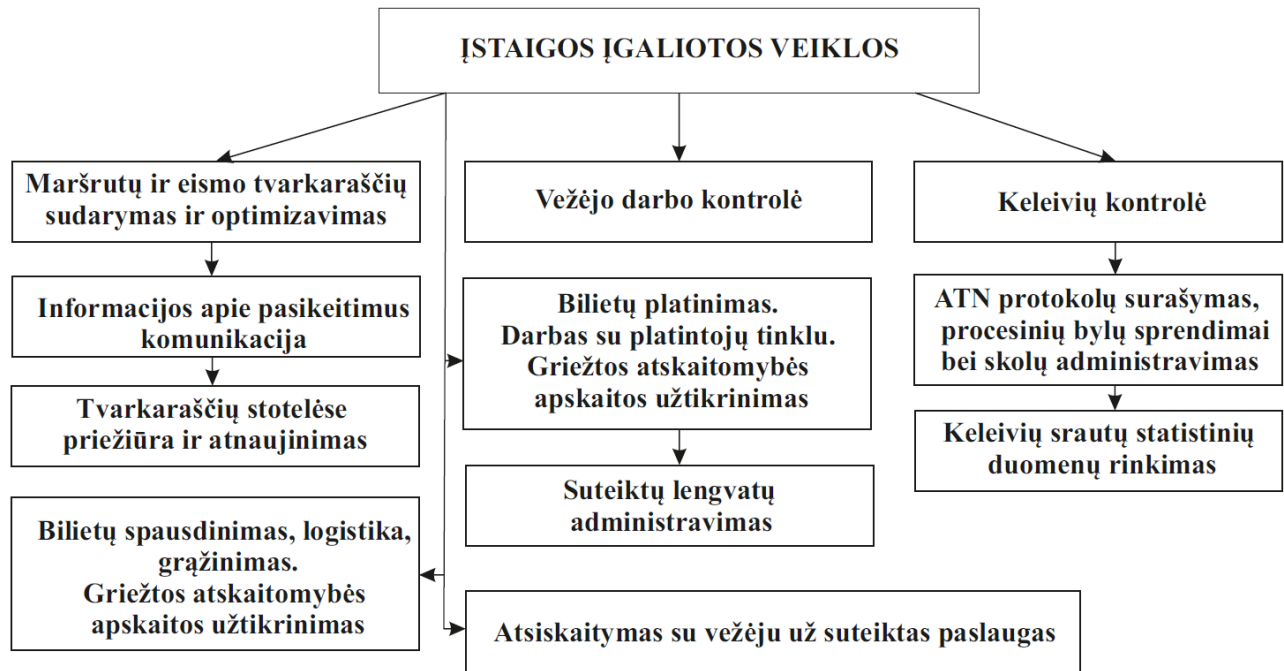 ĮSTAIGOS ĮGALIOTOS VEIKLOS
Maršrutų ir eismo tvarkaraščių
sudarymas ir optimizavimas
Vežėjo darbo kontrolė
Keleivių kontrolė
Informacijos apie pasikeitimus
komunikacija
Bilietų platinimas.
Darbas su platintojų tinklu.
Griežtos atskaitomybės
apskaitos užtikrinimas
ATN protokolų surašymas,
procesinių bylų sprendimai
bei skolų administravimas
Tvarkaraščių stotelėse
priežiūra ir atnaujinimas
Keleivių srautų statistinių
duomenų rinkimas
Suteiktų lengvatų
administravimas
Bilietų spausdinimas, logistika,
grąžinimas.
Griežtos atskaitomybės
apskaitos užtikrinimas
Atsiskaitymas su vežėju už suteiktas paslaugas